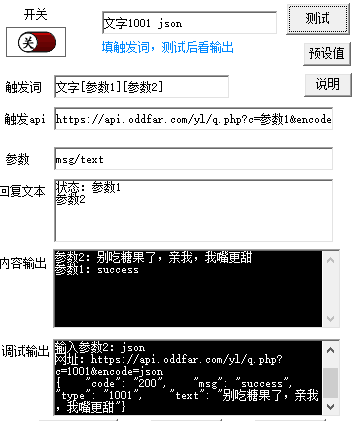 开关
关
文字1001 json
测试
填触发词，测试后看输出
预设值
说明
触发词
文字[参数1][参数2]
触发api
https://api.oddfar.com/yl/q.php?c=参数1&encode
参数
msg/text
回复文本
状态: 参数1
参数2
内容输出
参数2: 别吃糖果了，亲我，我嘴更甜
参数1: success
调试输出
输入参数2: json
网址: https://api.oddfar.com/yl/q.php?
c=1001&encode=json
{    "code": "200",    "msg": "success",
"type": "1001",    "text": "别吃糖果了，亲我
，我嘴更甜"}